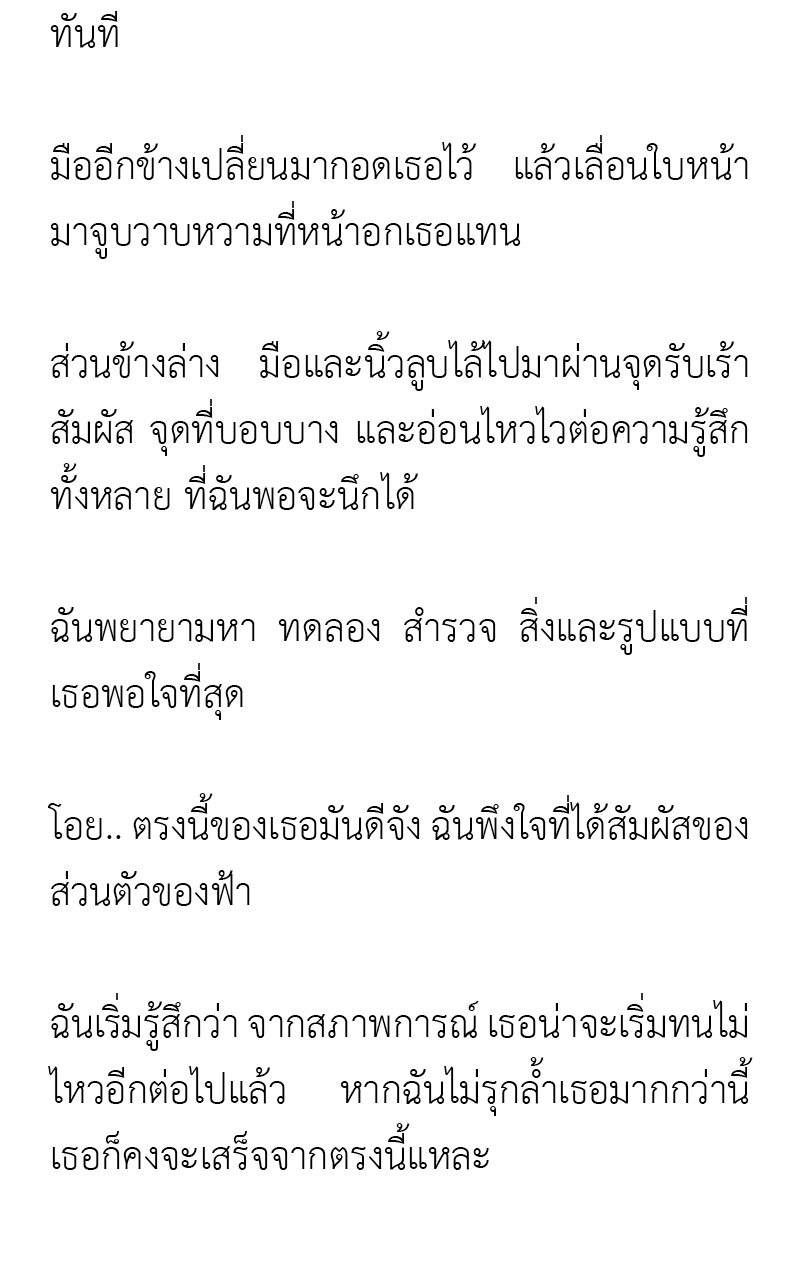 ทันที
มืออีกข้างเปลี่ยนมากอดเธอไว้ แล้วเลื่อนใบหน้า
มาจูบวาบหวามที่หน้าอกเธอแทน
ส่วนข้างล่าง มือและนิ้วลูบไล้ไปมาผ่านจุดรับเร้า
สัมผัส จุดที่บอบบาง และอ่อนไหวไวต่อความรู้สึก
ทั้งหลาย ที่ฉันพอจะนึกได้
ฉันพยายามหา ทดลอง สำรวจ สิ่งและรูปแบบที่
เธอพอใจที่สุด
โอย.. ตรงนี้ของเธอมันดีจัง ฉันพึงใจที่ได้สัมผัสของ
ส่วนตัวของฟ้า
ฉันเริ่มรู้สึกว่า จากสภาพการณ์ เธอน่าจะเริ่มทนไม่
ไหวอีกต่อไปแล้ว หากฉันไม่รุกล้ำเธอมากกว่านี้
เธอก็คงจะเสร็จจากตรงนี้แหละ